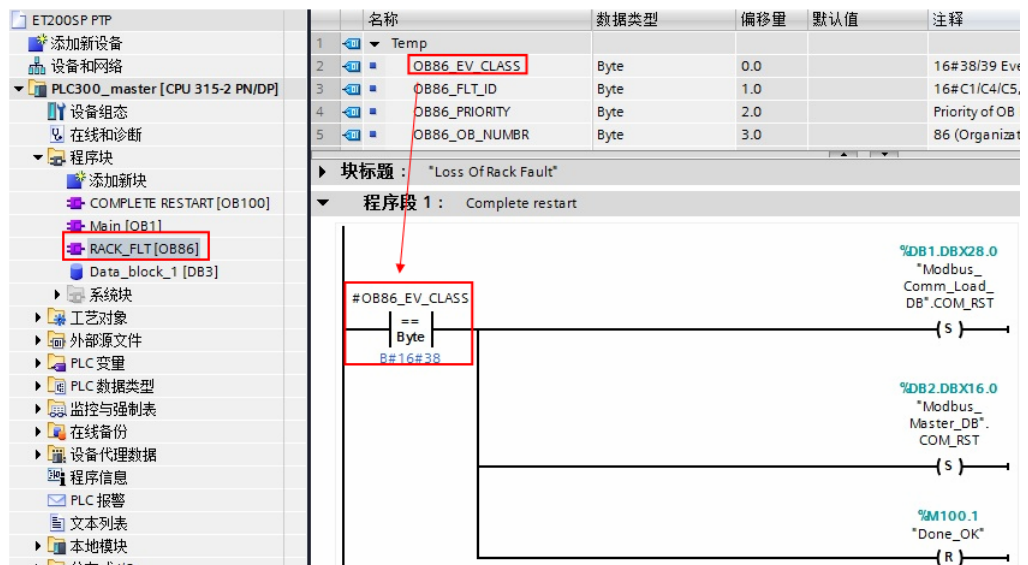 ET200SP PTP
添加新设备
设备和网络
PLC300_master [CPU 315-2 PN/DP]
设备组态
在线和诊断
程序块
添加新块
COMPLETE RESTART [OB100]
Main [OB1]
RACK_FLT [OB86]
Data_block_1 [DB3]
系统块
工艺对象
外部源文件
PLC 变量
PLC 数据类型
监控与强制表
在线备份
设备代理数据
程序信息
PLC 报警
文本列表
本地模块
名称 数据类型 偏移量 默认值 注释
1 Temp
2 OB86_EV_CLASS Byte 0.0 16#38/39 Eve
3 OB86_FLT_ID Byte 1.0 16#C1/C4/C5,
4 OB86_PRIORITY Byte 2.0 Priority of OB
5 OB86_OB_NUMBR Byte 3.0 86 (Organizat
块标题： "Loss Of Rack Fault"
程序段 1： Complete restart
#OB86_EV_CLASS
==
Byte
B#16#38
%DB1.DBX28.0
"Modbus_
Comm_Load_
DB".COM_RST
S
%DB2.DBX16.0
"Modbus_
Master_DB".
COM_RST
S
%M100.1
"Done_OK"
R